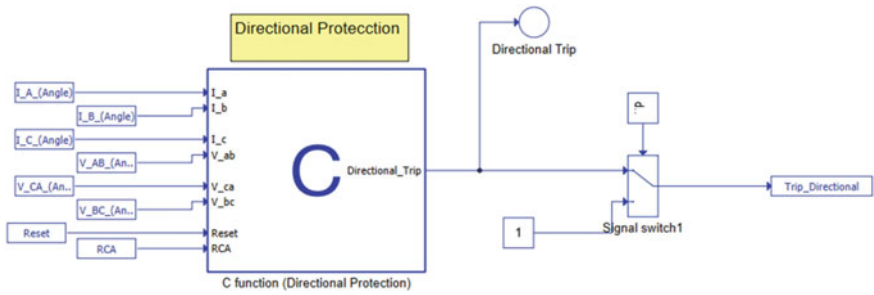 Directional Protecction
Directional Trip
I_A_(Angle)
I_a
I_B_(Angle)
I_b
I_C_(Angle)
I_c
V_AB_(An..
V_ab
V_CA_(An..
V_ca
V_BC_(An..
V_bc
Reset
Reset
RCA
RCA
C
Directional_Trip
d..
Trip_Directional
1
Signal switch1
C function (Directional Protection)